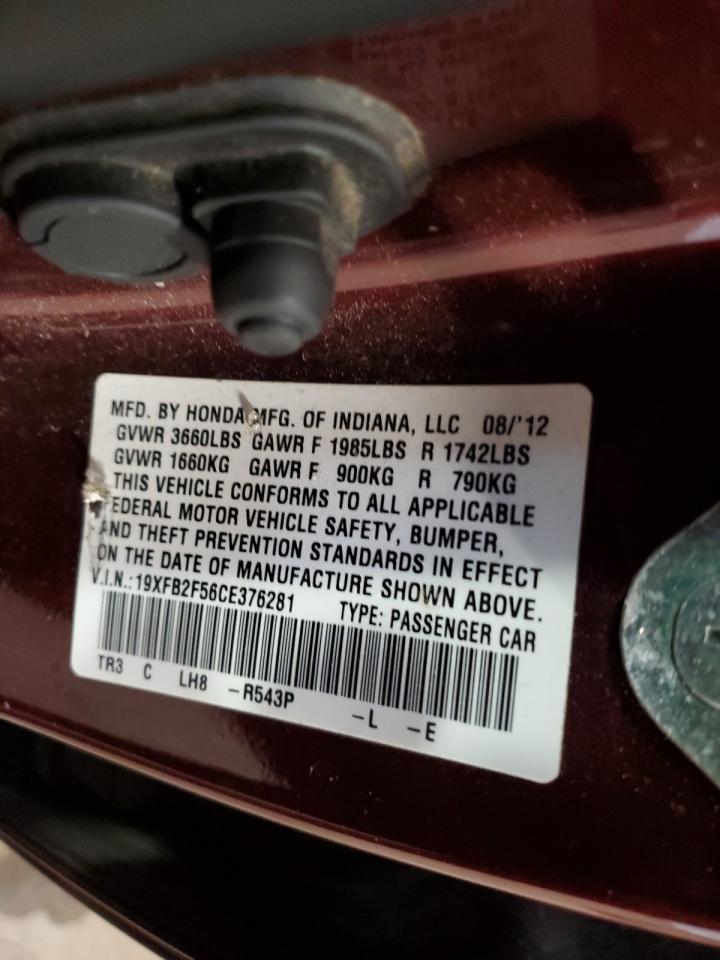 MFD. BY HONDA MFG. OF INDIANA, LLC 08/'12
GVWR 3660LBS GAWR F 1985LBS R 1742LBS
GVWR 1660KG GAWR F 900KG R 790KG
THIS VEHICLE CONFORMS TO ALL APPLICABLE
FEDERAL MOTOR VEHICLE SAFETY, BUMPER,
AND THEFT PREVENTION STANDARDS IN EFFECT
ON THE DATE OF MANUFACTURE SHOWN ABOVE.
V.I.N.:19XFB2F56CE376281 TYPE: PASSENGER CAR
TR3 C LH8 -R543P -L -E